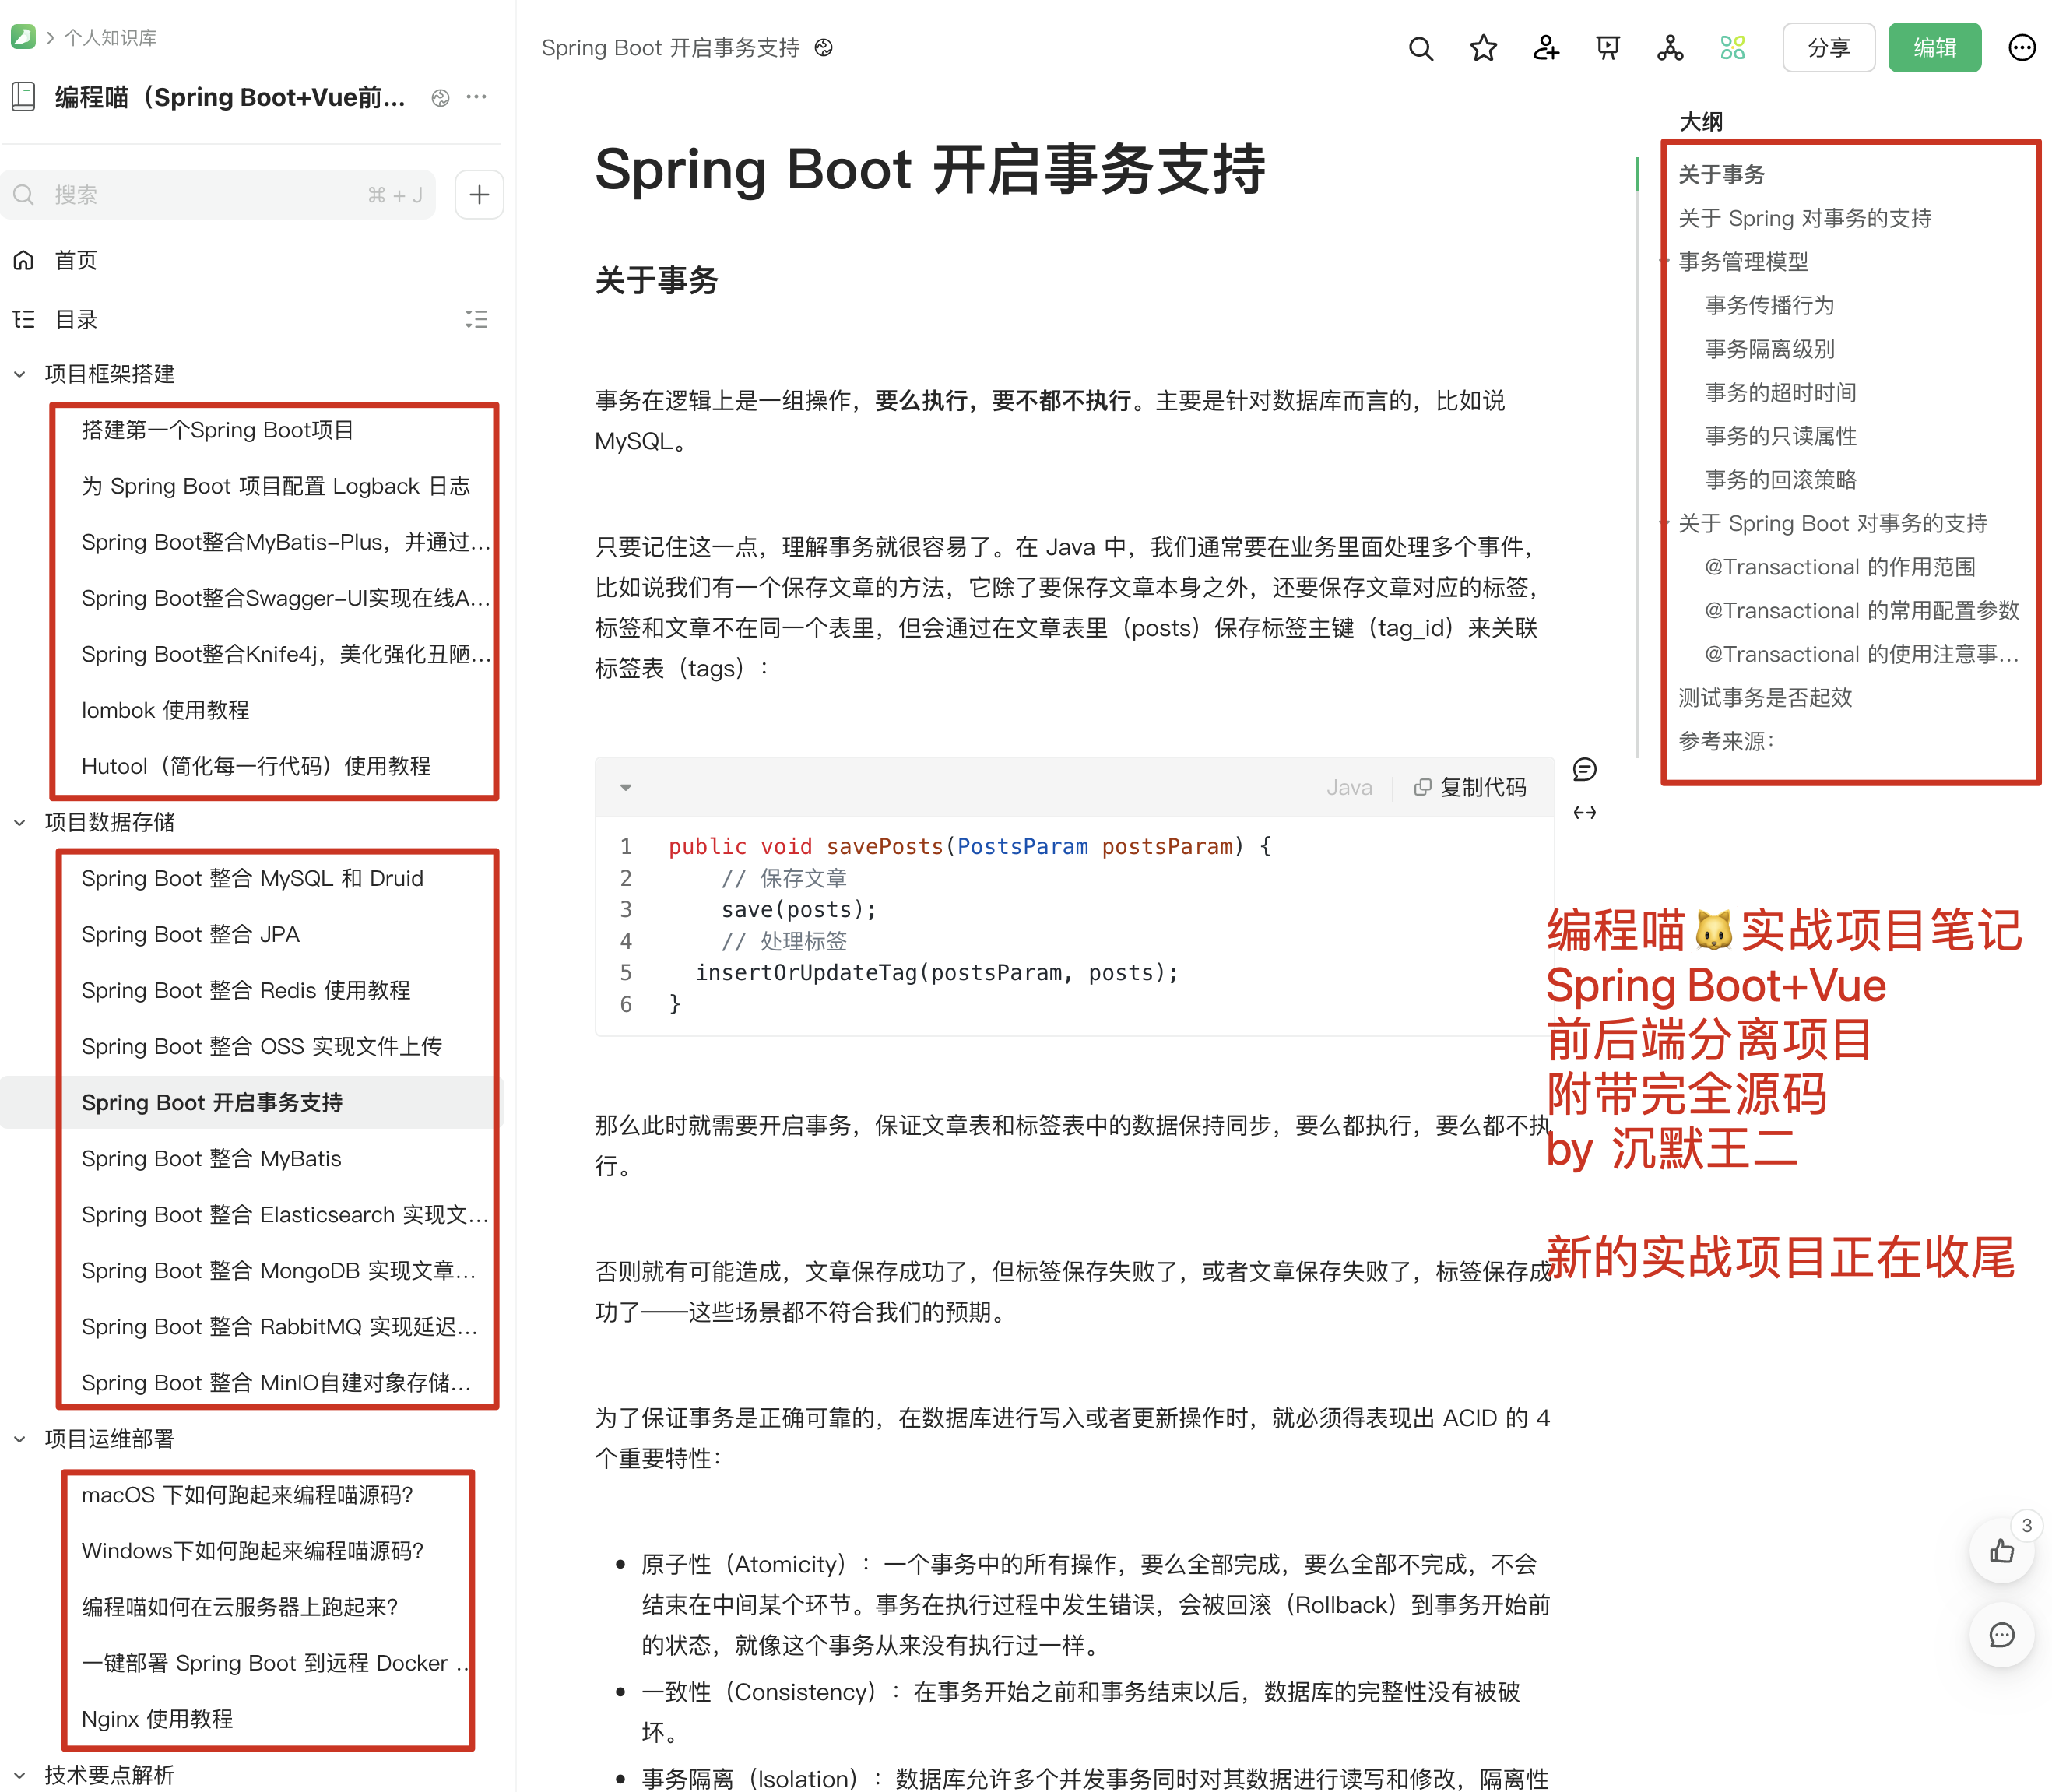 个人知识库
编程喵（Spring Boot+Vue前...
搜索
⌘ + J
首页
目录
项目框架搭建
搭建第一个Spring Boot项目
为 Spring Boot 项目配置 Logback 日志
Spring Boot整合MyBatis-Plus，并通过...
Spring Boot整合Swagger-UI实现在线A...
Spring Boot整合Knife4j，美化强化丑陋...
lombok 使用教程
Hutool（简化每一行代码）使用教程
项目数据存储
Spring Boot 整合 MySQL 和 Druid
Spring Boot 整合 JPA
Spring Boot 整合 Redis 使用教程
Spring Boot 整合 OSS 实现文件上传
Spring Boot 开启事务支持
Spring Boot 整合 MyBatis
Spring Boot 整合 Elasticsearch 实现文...
Spring Boot 整合 MongoDB 实现文章...
Spring Boot 整合 RabbitMQ 实现延迟...
Spring Boot 整合 MinIO自建对象存储...
项目运维部署
macOS 下如何跑起来编程喵源码？
Windows下如何跑起来编程喵源码？
编程喵如何在云服务器上跑起来？
一键部署 Spring Boot 到远程 Docker ...
Nginx 使用教程
技术要点解析
Spring Boot 开启事务支持
分享
编辑
Spring Boot 开启事务支持
关于事务
事务在逻辑上是一组操作，要么执行，要不都不执行。主要是针对数据库而言的，比如说
MySQL。
只要记住这一点，理解事务就很容易了。在 Java 中，我们通常要在业务里面处理多个事件，
比如说我们有一个保存文章的方法，它除了要保存文章本身之外，还要保存文章对应的标签，
标签和文章不在同一个表里，但会通过在文章表里（posts）保存标签主键（tag_id）来关联
标签表（tags）：
Java
复制代码
1 public void savePosts(PostsParam postsParam) {
2 // 保存文章
3 save(posts);
4 // 处理标签
5 insertOrUpdateTag(postsParam, posts);
6 }
那么此时就需要开启事务，保证文章表和标签表中的数据保持同步，要么都执行，要么都不执
行。
否则就有可能造成，文章保存成功了，但标签保存失败了，或者文章保存失败了，标签保存成
功了——这些场景都不符合我们的预期。
为了保证事务是正确可靠的，在数据库进行写入或者更新操作时，就必须得表现出 ACID 的 4
个重要特性：
原子性（Atomicity）：一个事务中的所有操作，要么全部完成，要么全部不完成，不会
结束在中间某个环节。事务在执行过程中发生错误，会被回滚（Rollback）到事务开始前
的状态，就像这个事务从来没有执行过一样。
一致性（Consistency）：在事务开始之前和事务结束以后，数据库的完整性没有被破
坏。
事务隔离（Isolation）：数据库允许多个并发事务同时对其数据进行读写和修改，隔离性
大纲
关于事务
关于 Spring 对事务的支持
事务管理模型
事务传播行为
事务隔离级别
事务的超时时间
事务的只读属性
事务的回滚策略
关于 Spring Boot 对事务的支持
@Transactional 的作用范围
@Transactional 的常用配置参数
@Transactional 的使用注意事...
测试事务是否起效
参考来源：
编程喵🐱实战项目笔记
Spring Boot+Vue
前后端分离项目
附带完全源码
by 沉默王二
新的实战项目正在收尾
3